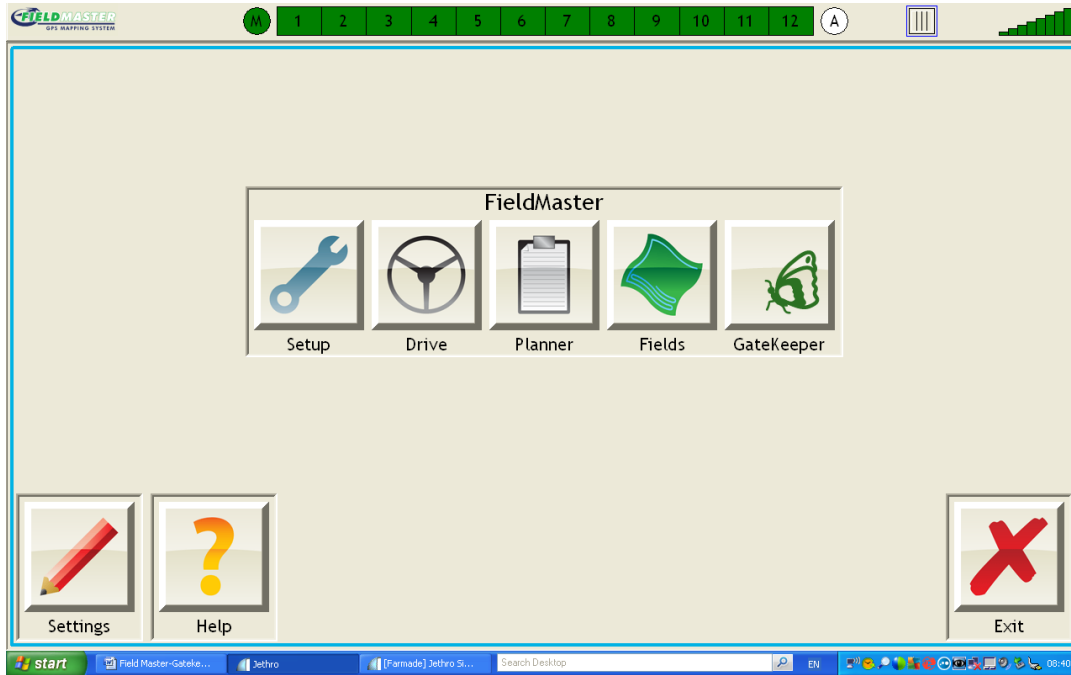 FIELDMASTER
GPS MAPPING SYSTEM
M 1 2 3 4 5 6 7 8 9 10 11 12 A
FieldMaster
Setup Drive Planner Fields GateKeeper
Settings Help Exit
start Field Master-Gateke... Jethro [Farmade] Jethro Si... Search Desktop EN 08:40